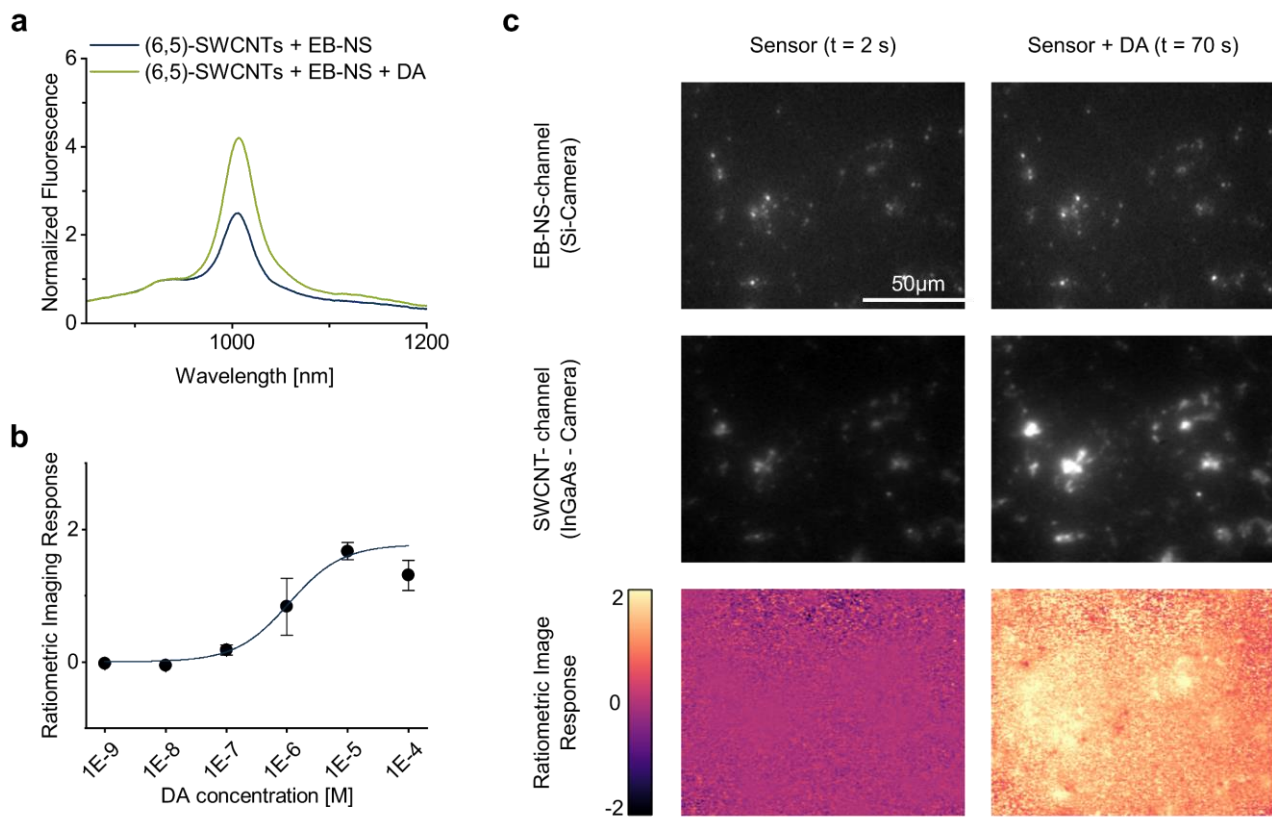 a
(6,5)-SWCNTs + EB-NS
(6,5)-SWCNTs + EB-NS + DA
6
4
2
0
Normalized Fluorescence
1000
1200
Wavelength [nm]
b
2
0
Ratiometric Imaging Response
1E-9
1E-8
1E-7
1E-6
1E-5
1E-4
DA concentration [M]
c
Sensor (t = 2 s)
Sensor + DA (t = 70 s)
EB-NS-channel
(Si-Camera)
50µm
SWCNT- channel
(InGaAs - Camera)
Ratiometric Image
Response
2
0
-2